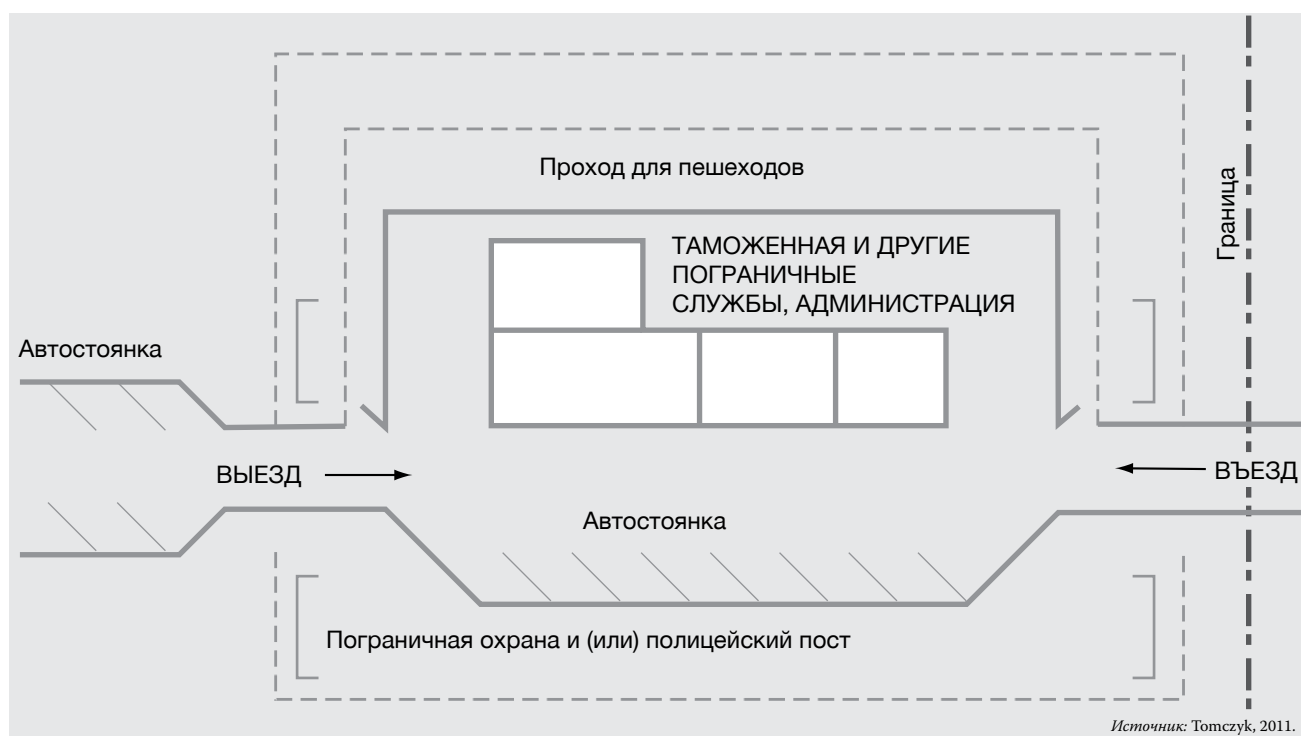 Проход для пешеходов
Граница
ТАМОЖЕННАЯ И ДРУГИЕ
ПОГРАНИЧНЫЕ
СЛУЖБЫ, АДМИНИСТРАЦИЯ
Автостоянка
ВЫЕЗД
ВЪЕЗД
Автостоянка
Пограничная охрана и (или) полицейский пост
Источник: Tomczyk, 2011.